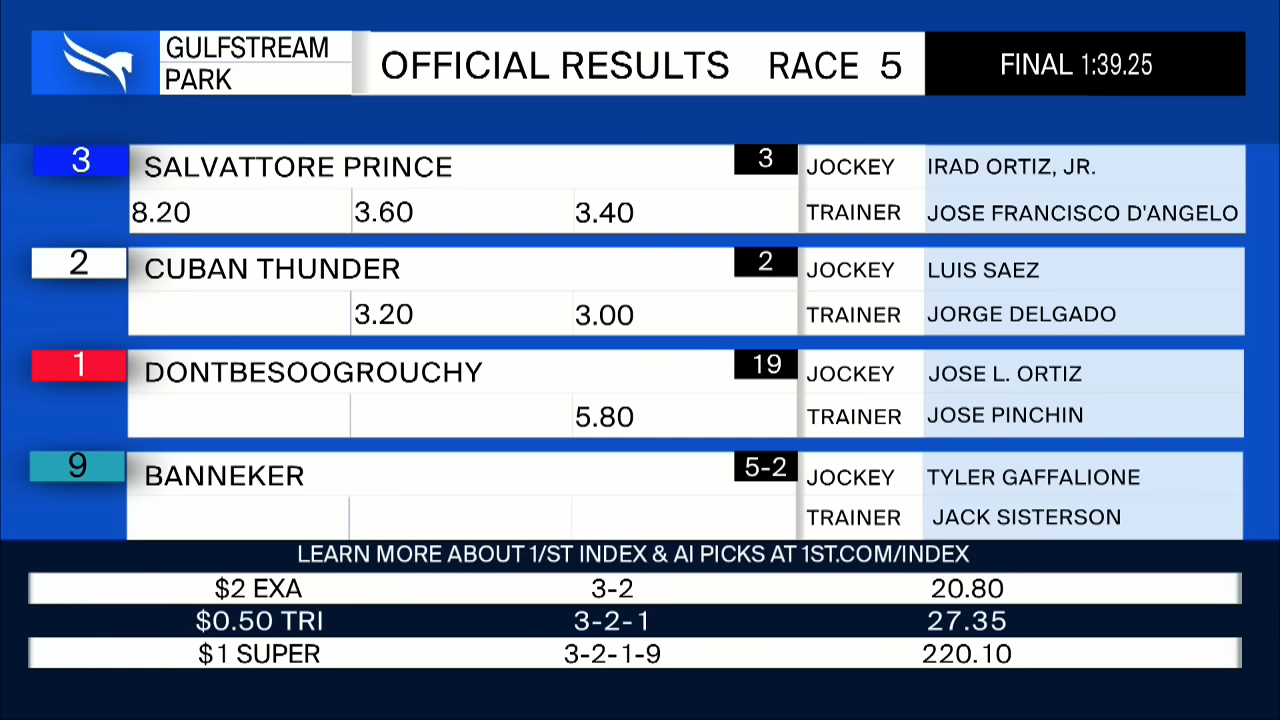 GULFSTREAM PARK
OFFICIAL RESULTS RACE 5
FINAL 1:39.25
3 SALVATTORE PRINCE 3 JOCKEY IRAD ORTIZ, JR.
8.20 3.60 3.40 TRAINER JOSE FRANCISCO D'ANGELO
2 CUBAN THUNDER 2 JOCKEY LUIS SAEZ
3.20 3.00 TRAINER JORGE DELGADO
1 DONTBESOOGROUCHY 19 JOCKEY JOSE L. ORTIZ
5.80 TRAINER JOSE PINCHIN
9 BANNEKER 5-2 JOCKEY TYLER GAFFALIONE
TRAINER JACK SISTERSON
LEARN MORE ABOUT 1/ST INDEX & AI PICKS AT 1ST.COM/INDEX
$2 EXA 3-2 20.80
$0.50 TRI 3-2-1 27.35
$1 SUPER 3-2-1-9 220.10